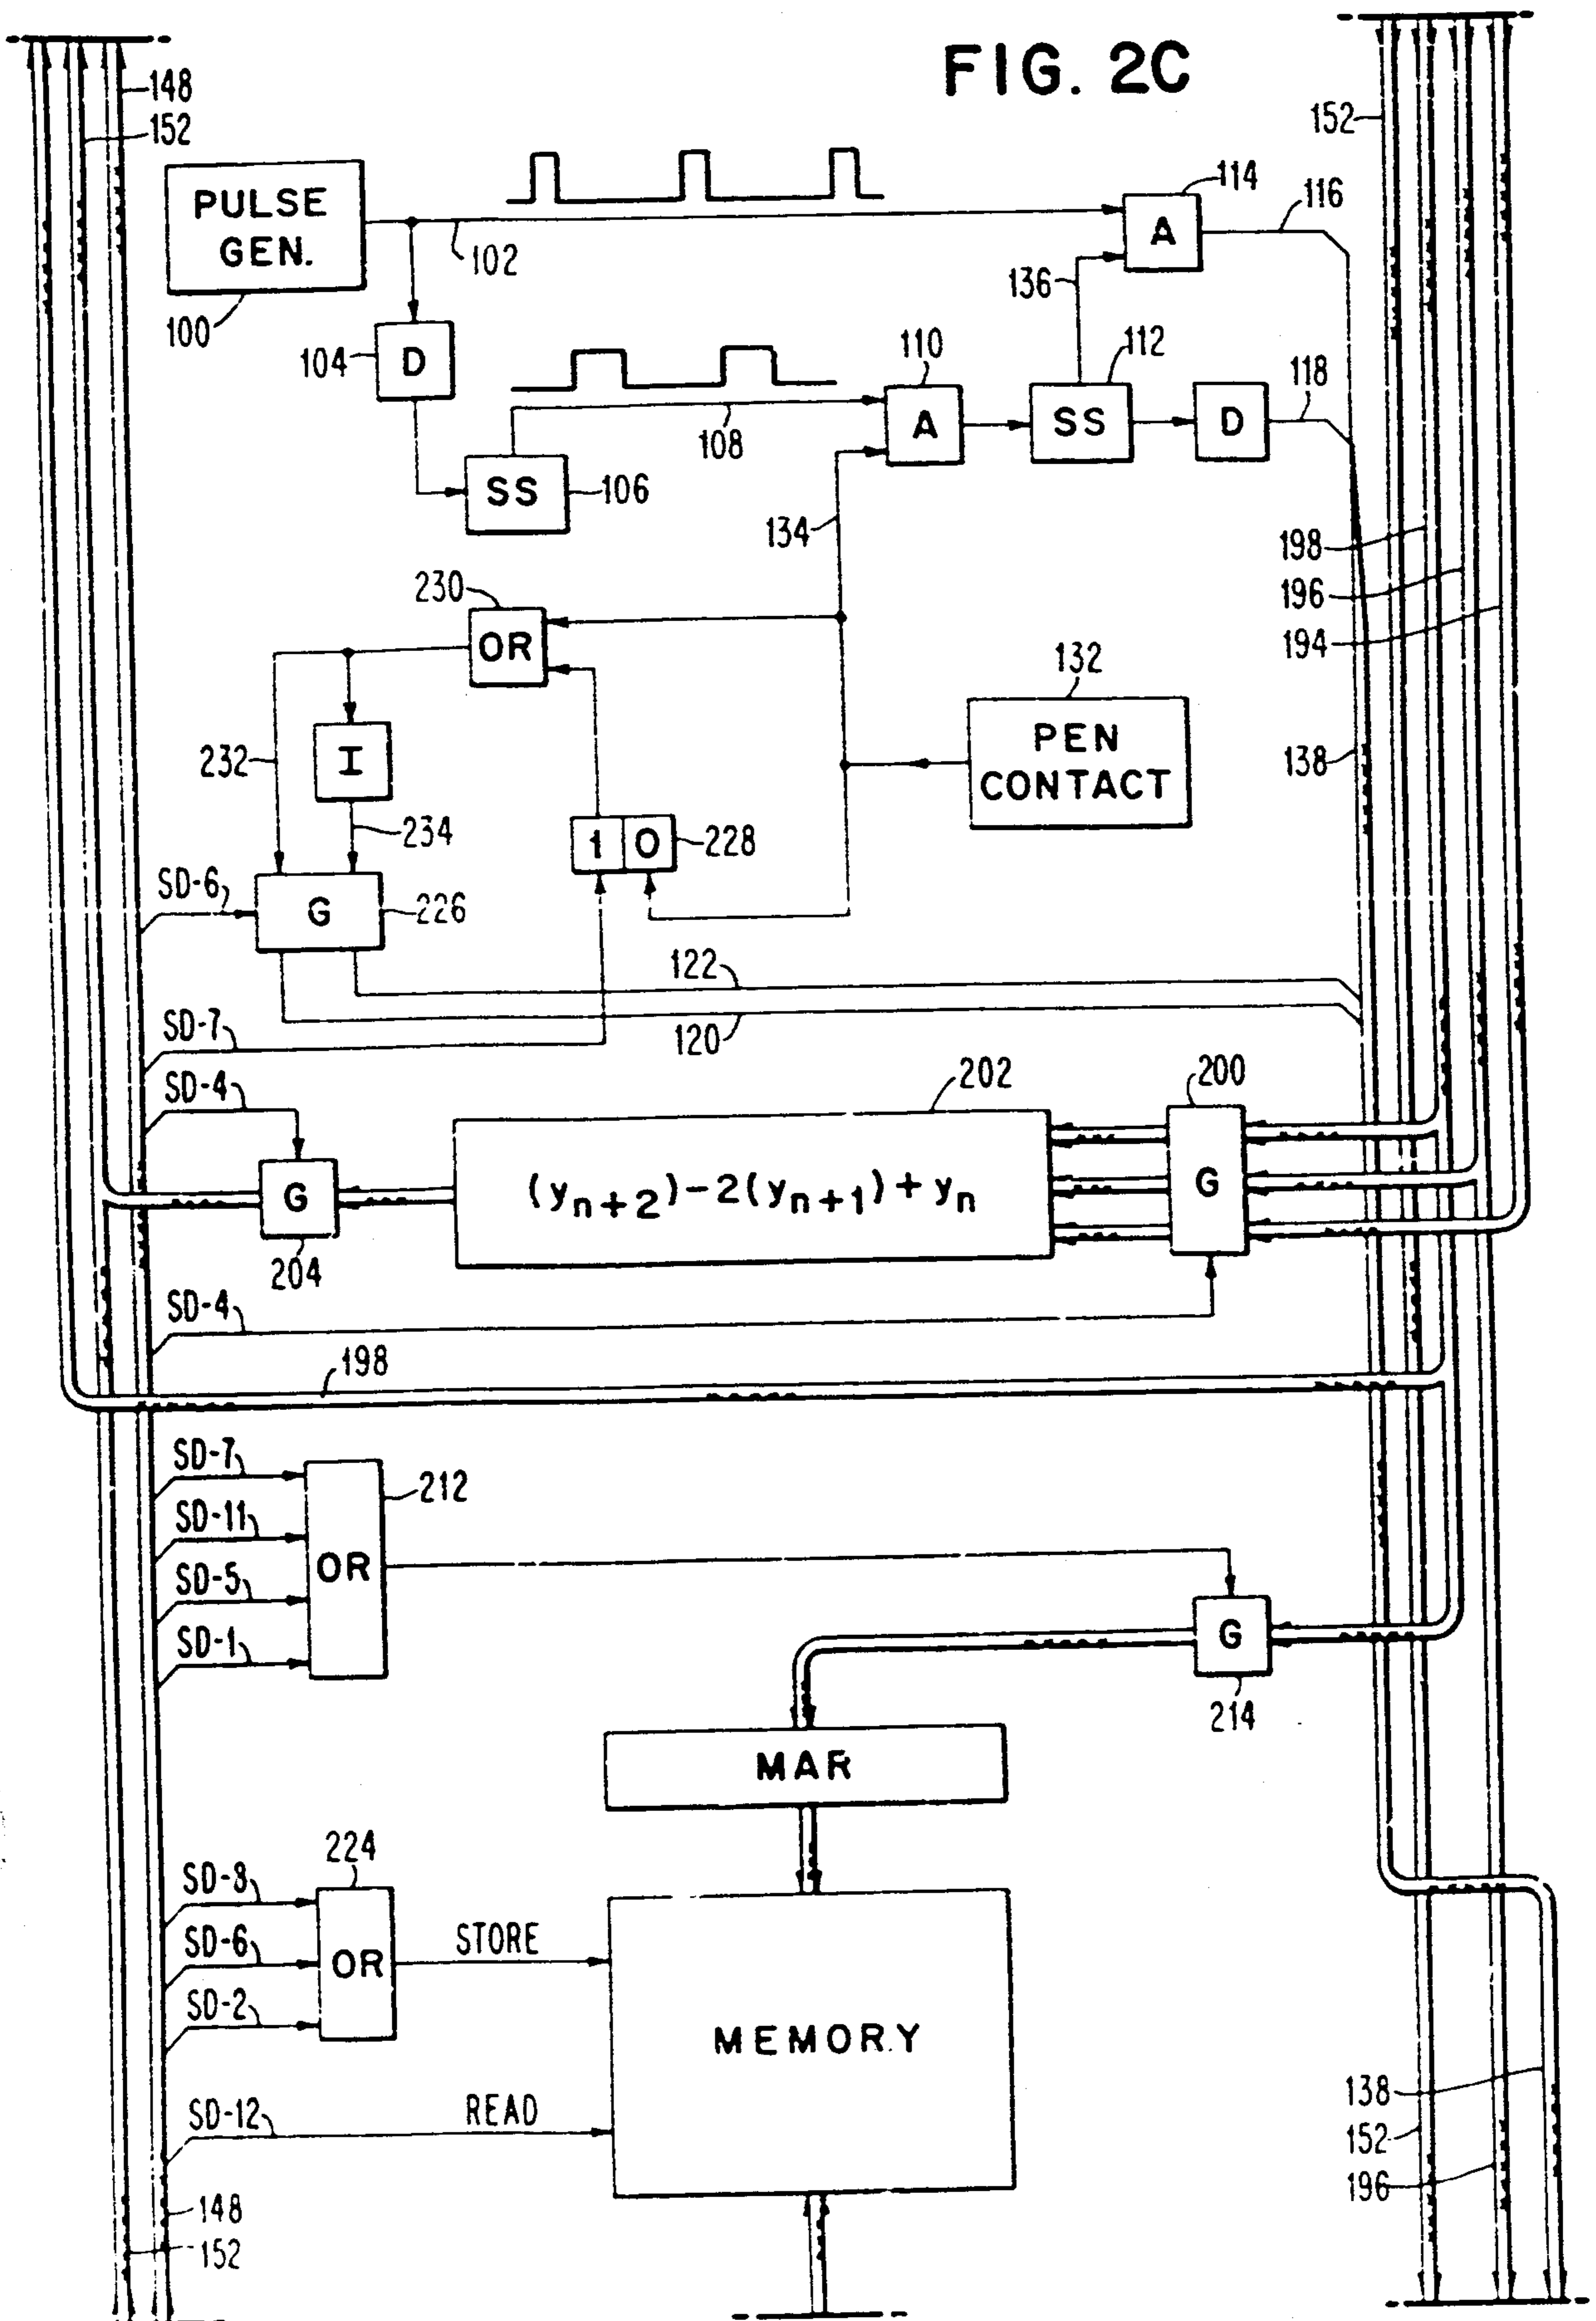 FIG. 2C
148
152
152
PULSE
GEN.
100
102
114
A
116
136
104
D
110
112
118
108
A
SS
D
SS
106
134
198
196
194
230
OR
132
PEN
CONTACT
232
I
138
234
1 0
228
SD-6
G
226
122
SD-7
120
SD-4
202
200
(yn+2)-2(yn+1)+yn
G
G
204
SD-4
198
SD-7
212
SD-11
OR
SD-5
SD-1
G
214
MAR
224
SD-8
SD-6
OR
STORE
SD-2
MEMORY
SD-12
READ
138
152
196
148
152